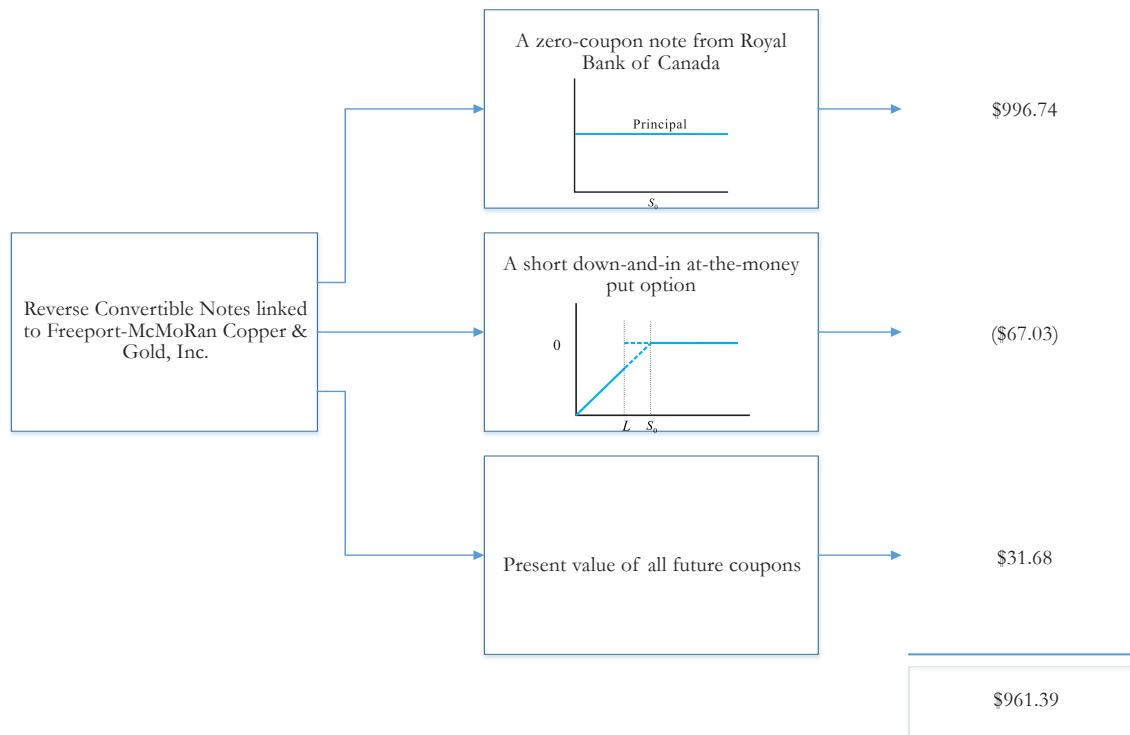 A zero-coupon note from Royal
Bank of Canada
Principal
S₀
$996.74
Reverse Convertible Notes linked
to Freeport-McMoRan Copper &
Gold, Inc.
A short down-and-in at-the-money
put option
0
L S₀
($67.03)
Present value of all future coupons
$31.68
$961.39